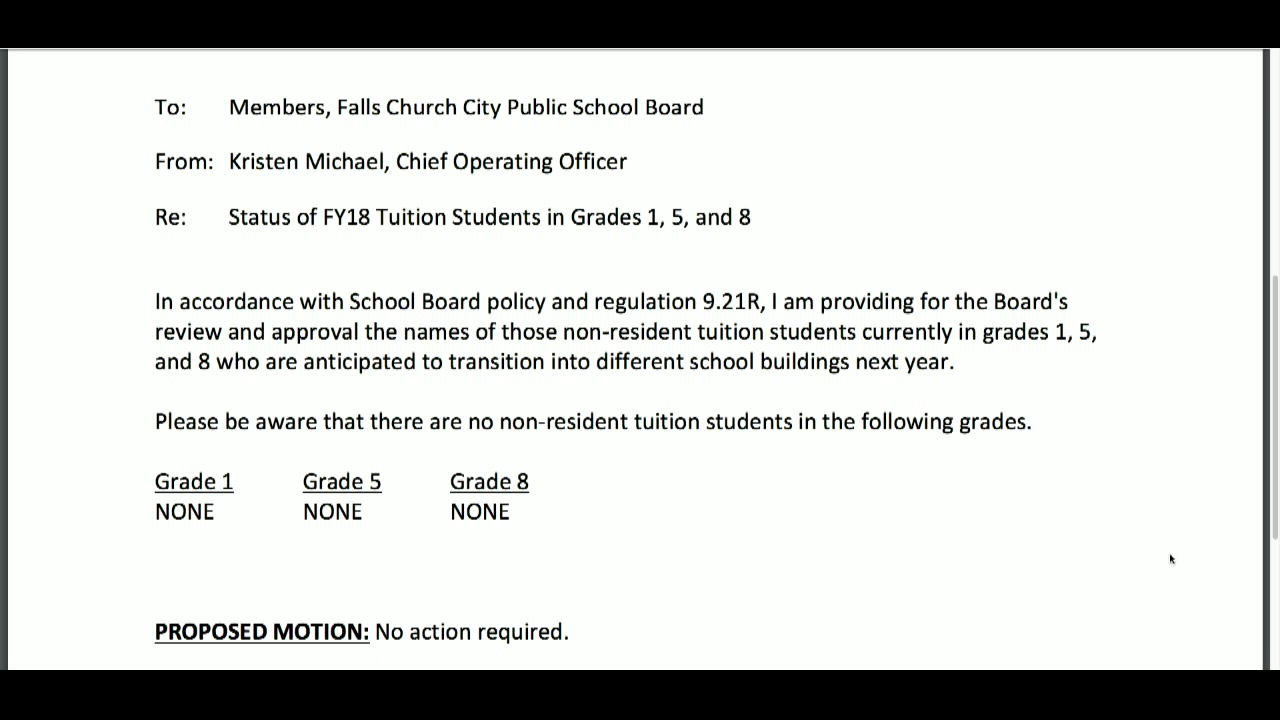 To: Members, Falls Church City Public School Board
From: Kristen Michael, Chief Operating Officer
Re: Status of FY18 Tuition Students in Grades 1, 5, and 8
In accordance with School Board policy and regulation 9.21R, I am providing for the Board's
review and approval the names of those non-resident tuition students currently in grades 1, 5,
and 8 who are anticipated to transition into different school buildings next year.
Please be aware that there are no non-resident tuition students in the following grades.
Grade 1 Grade 5 Grade 8
NONE NONE NONE
PROPOSED MOTION: No action required.